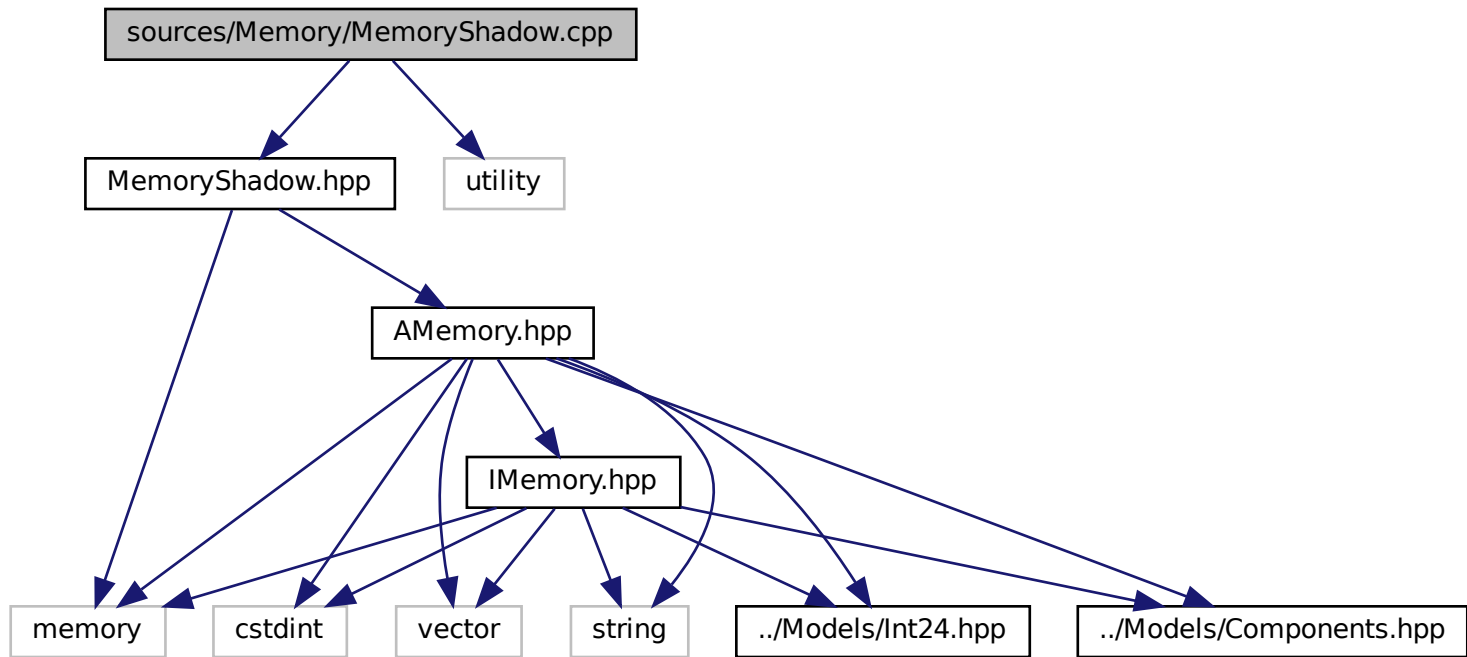 sources/Memory/MemoryShadow.cpp
MemoryShadow.hpp
utility
AMemory.hpp
IMemory.hpp
memory
cstdint
vector
string
../Models/Int24.hpp
../Models/Components.hpp